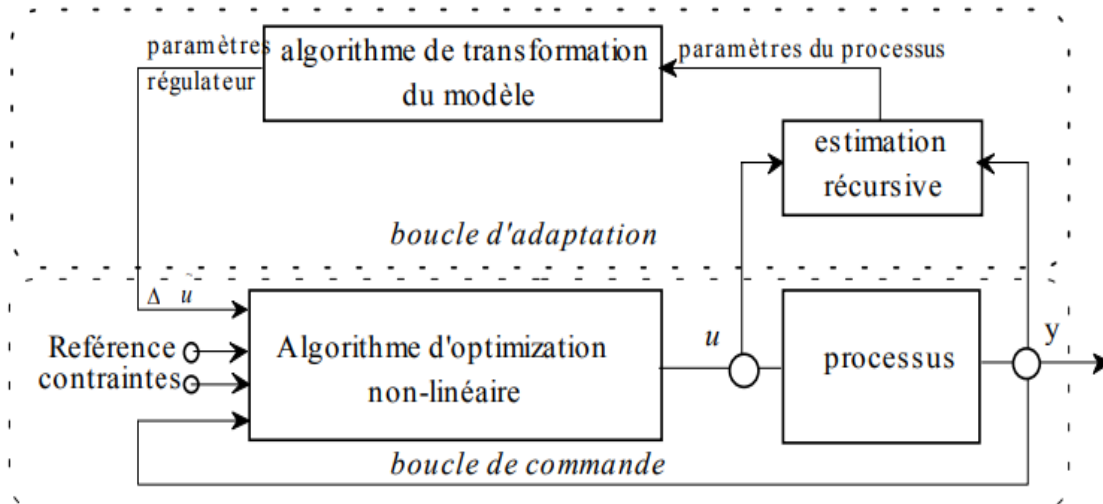 paramètres
régulateur
algorithme de transformation
du modèle
paramètres du processus
estimation
récursive
boucle d'adaptation
Δ u
Reférence
contraintes
Algorithme d'optimization
non-linéaire
u
processus
y
boucle de commande